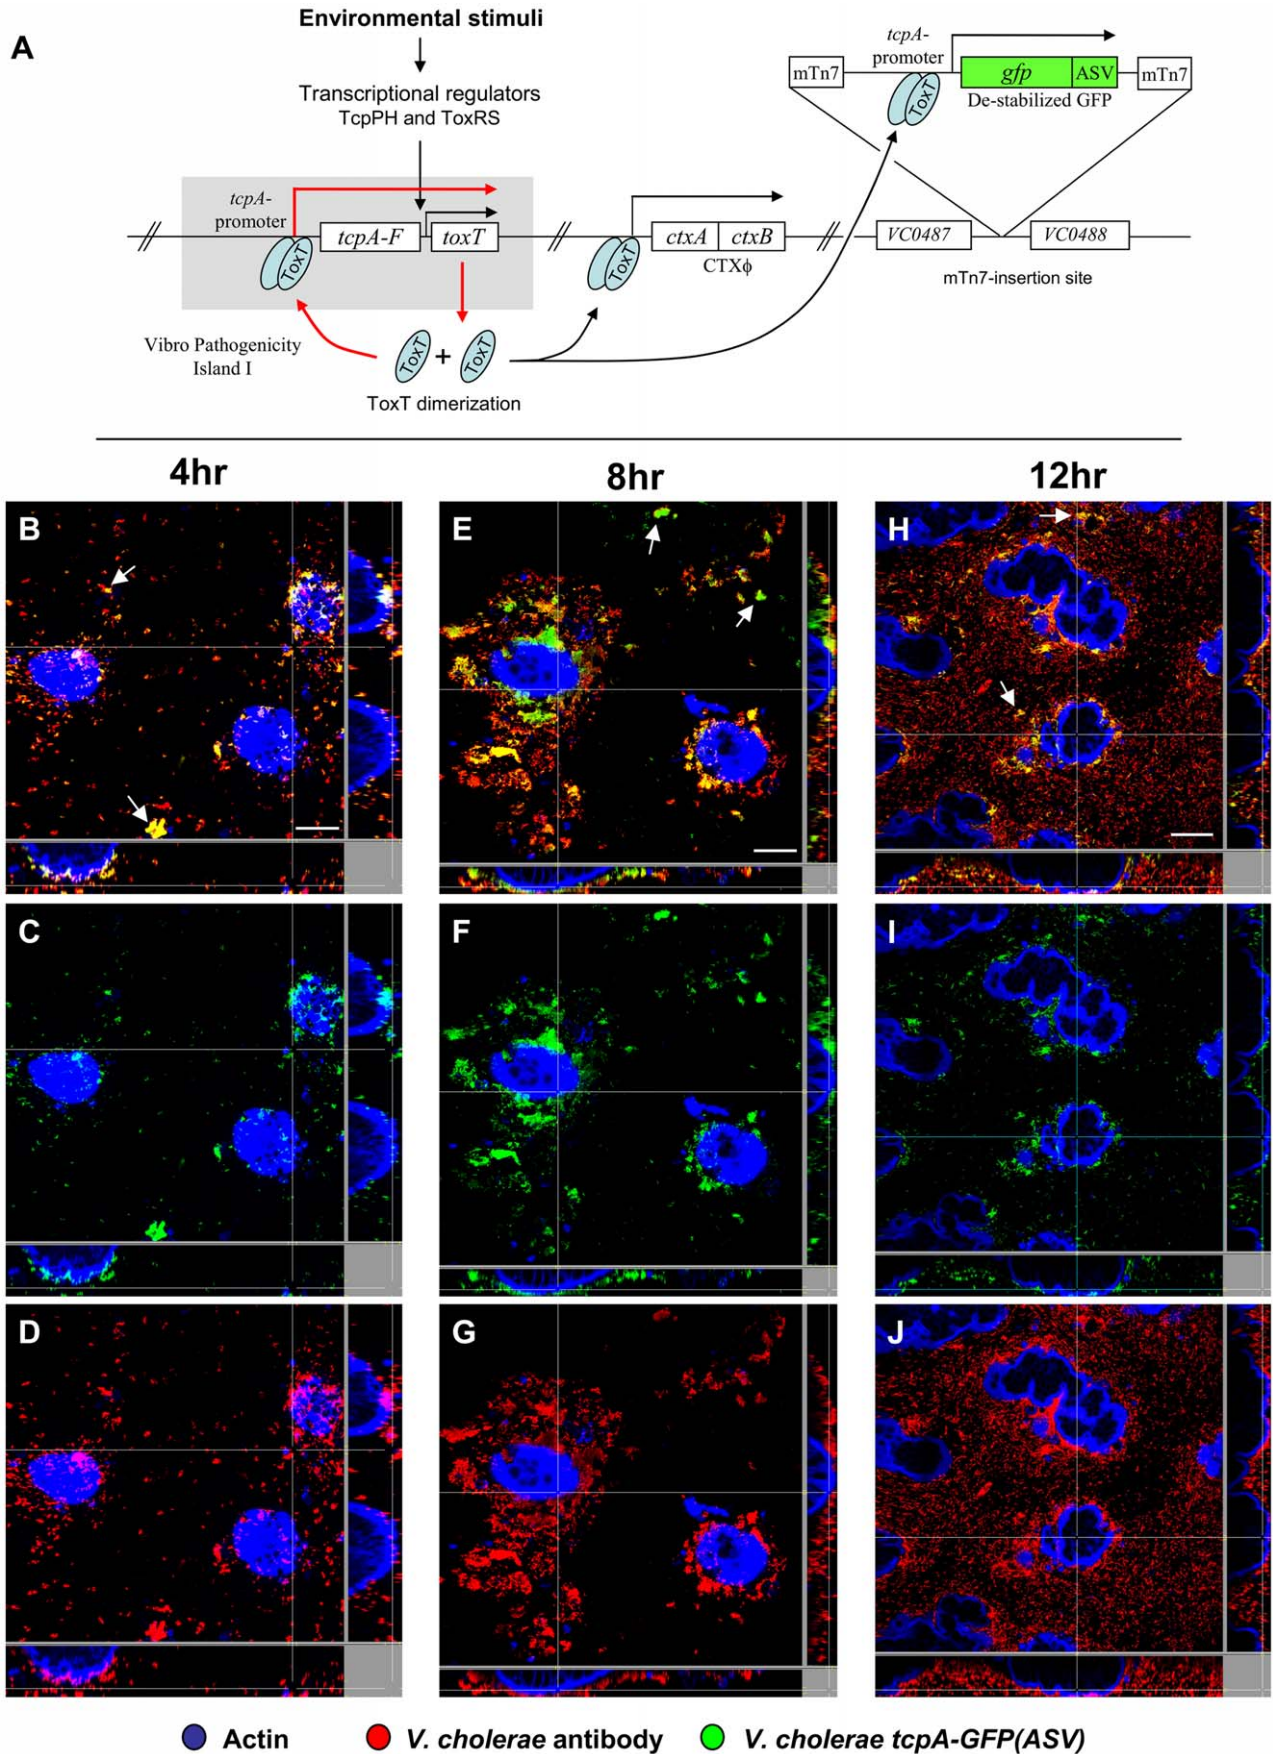 A
Environmental stimuli
Transcriptional regulators
TcpPH and ToxRS
tcpA-
promoter
mTn7
gfp
ASV
mTn7
De-stabilized GFP
ToxT
tcpA-
promoter
ToxT
tcpA-F
toxT
ToxT
ctxA
ctxB
CTXϕ
VC0487
VC0488
mTn7-insertion site
Vibro Pathogenicity
Island I
ToxT
+
ToxT
ToxT dimerization
4hr
8hr
12hr
B
E
H
C
F
I
D
G
J
Actin
V. cholerae antibody
V. cholerae tcpA-GFP(ASV)